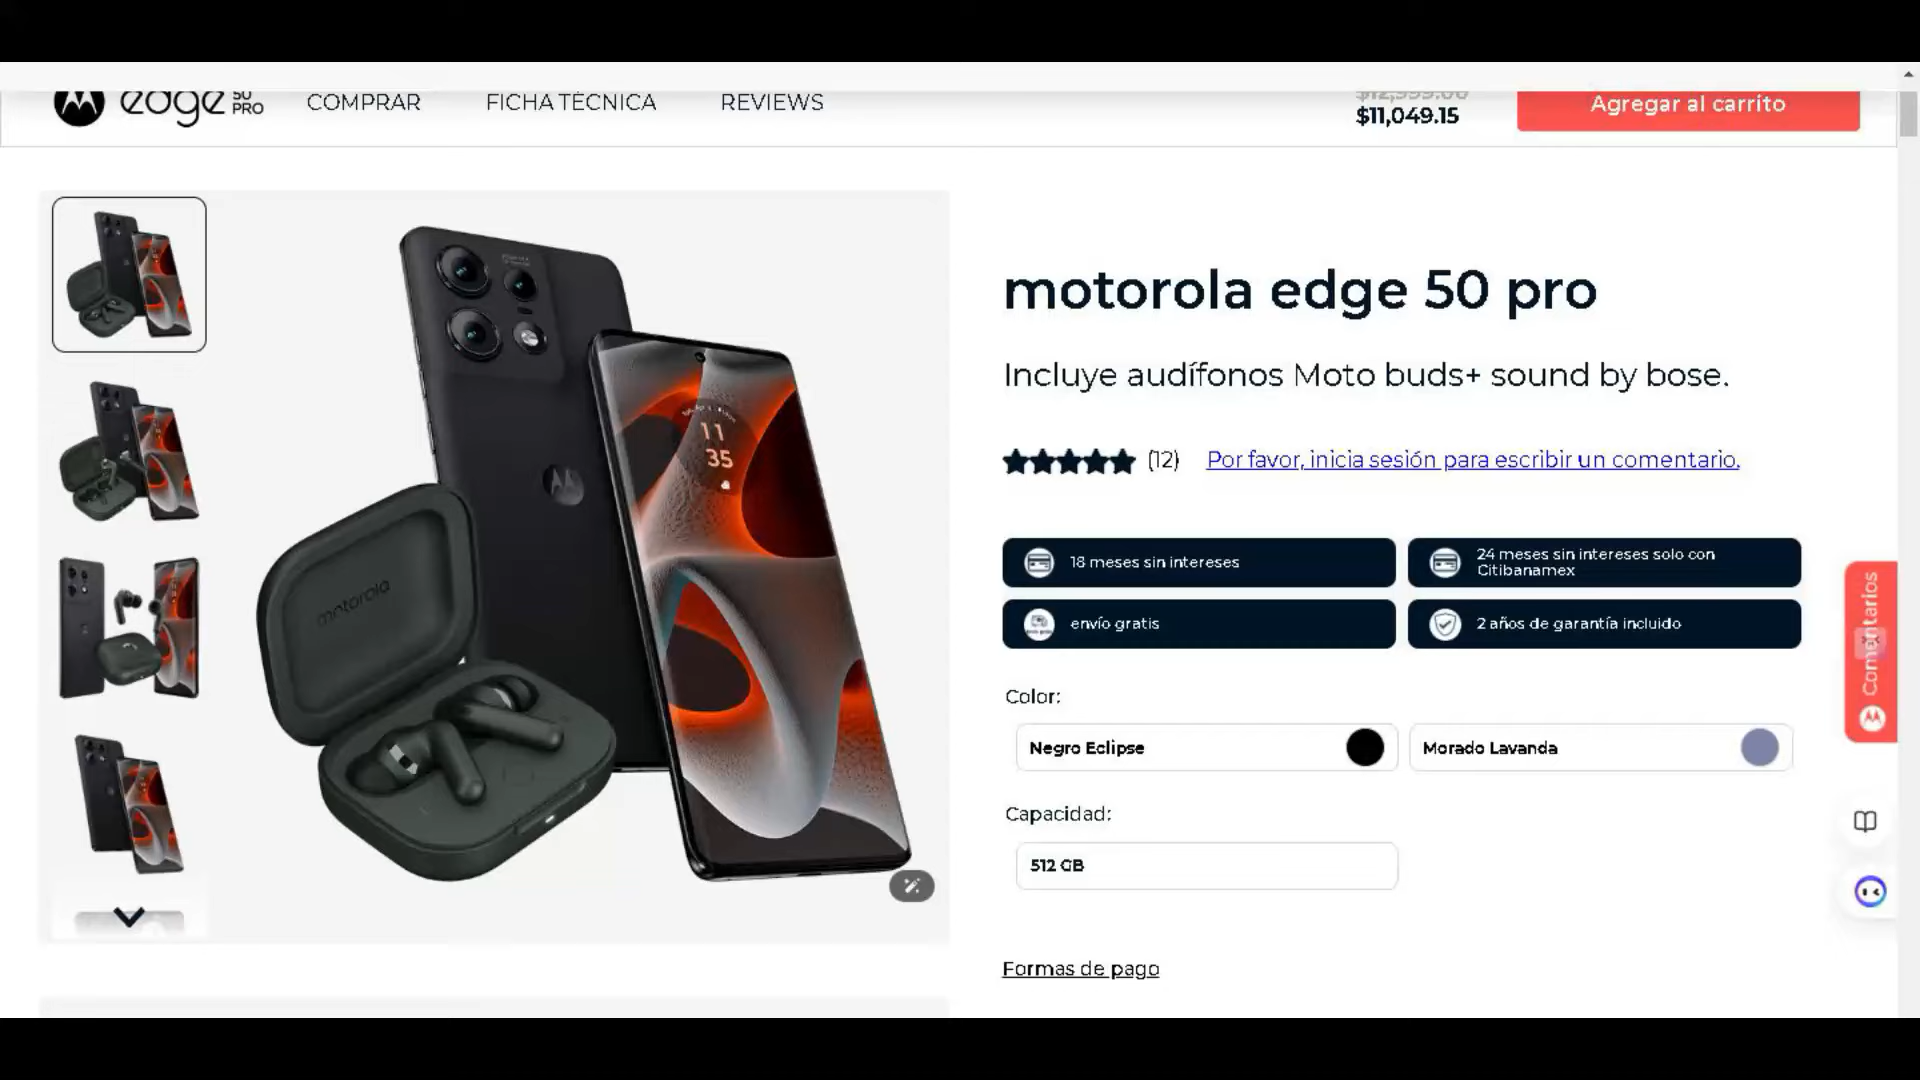 edge 50 PRO
COMPRAR
FICHA TÉCNICA
REVIEWS
$11,049.15
Agregar al carrito
motorola edge 50 pro
Incluye audífonos Moto buds+ sound by bose.
(12)
Por favor, inicia sesión para escribir un comentario.
18 meses sin intereses
24 meses sin intereses solo con
Citibanamex
envío gratis
2 años de garantía incluido
Color:
Negro Eclipse
Morado Lavanda
Capacidad:
512 GB
Formas de pago
Comentarios
motorola
11
35